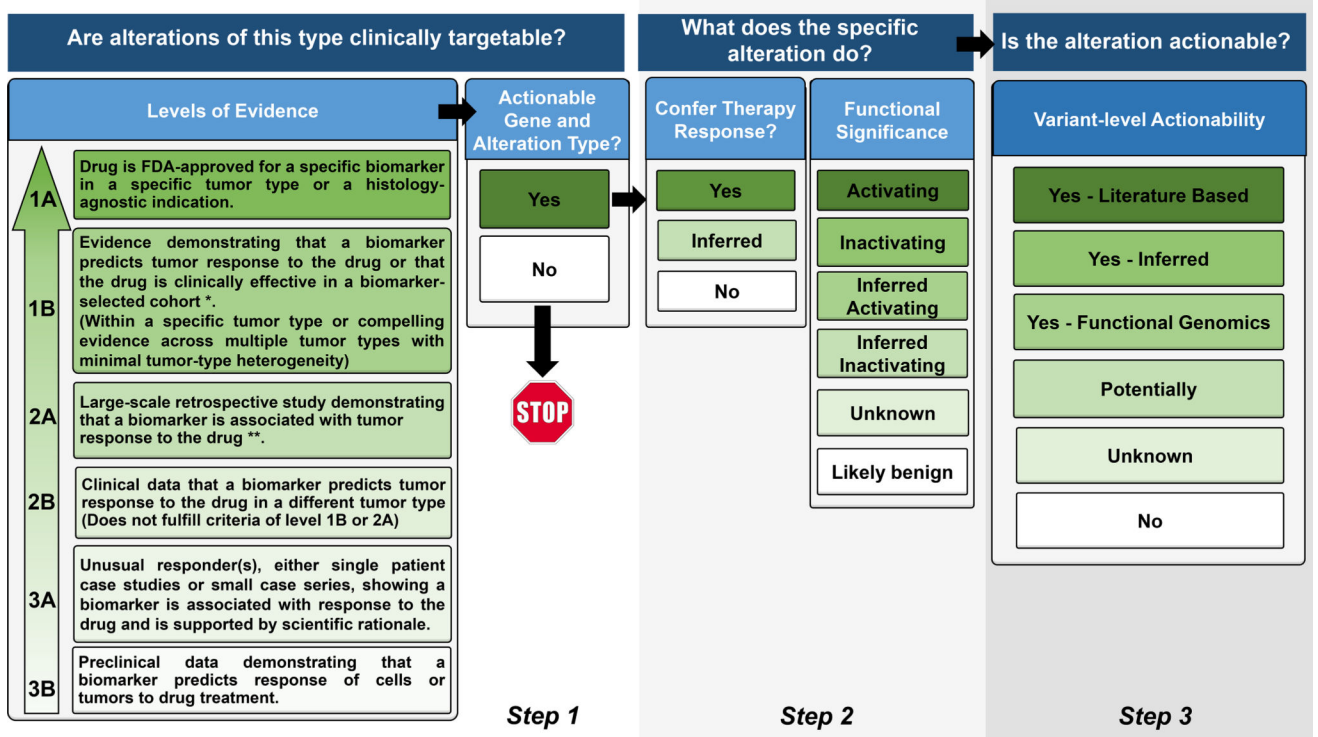 Are alterations of this type clinically targetable?
What does the specific
alteration do?
Is the alteration actionable?
Levels of Evidence
1A
Drug is FDA-approved for a specific biomarker
in a specific tumor type or a histology-
agnostic indication.
1B
Evidence demonstrating that a biomarker
predicts tumor response to the drug or that
the drug is clinically effective in a biomarker-
selected cohort *.
(Within a specific tumor type or compelling
evidence across multiple tumor types with
minimal tumor-type heterogeneity)
2A
Large-scale retrospective study demonstrating
that a biomarker is associated with tumor
response to the drug **.
2B
Clinical data that a biomarker predicts tumor
response to the drug in a different tumor type
(Does not fulfill criteria of level 1B or 2A)
3A
Unusual responder(s), either single patient
case studies or small case series, showing a
biomarker is associated with response to the
drug and is supported by scientific rationale.
3B
Preclinical data demonstrating that a
biomarker predicts response of cells or
tumors to drug treatment.
Actionable
Gene and
Alteration Type?
Yes
No
STOP
Step 1
Confer Therapy
Response?
Yes
Inferred
No
Functional
Significance
Activating
Inactivating
Inferred
Activating
Inferred
Inactivating
Unknown
Likely benign
Step 2
Variant-level Actionability
Yes - Literature Based
Yes - Inferred
Yes - Functional Genomics
Potentially
Unknown
No
Step 3